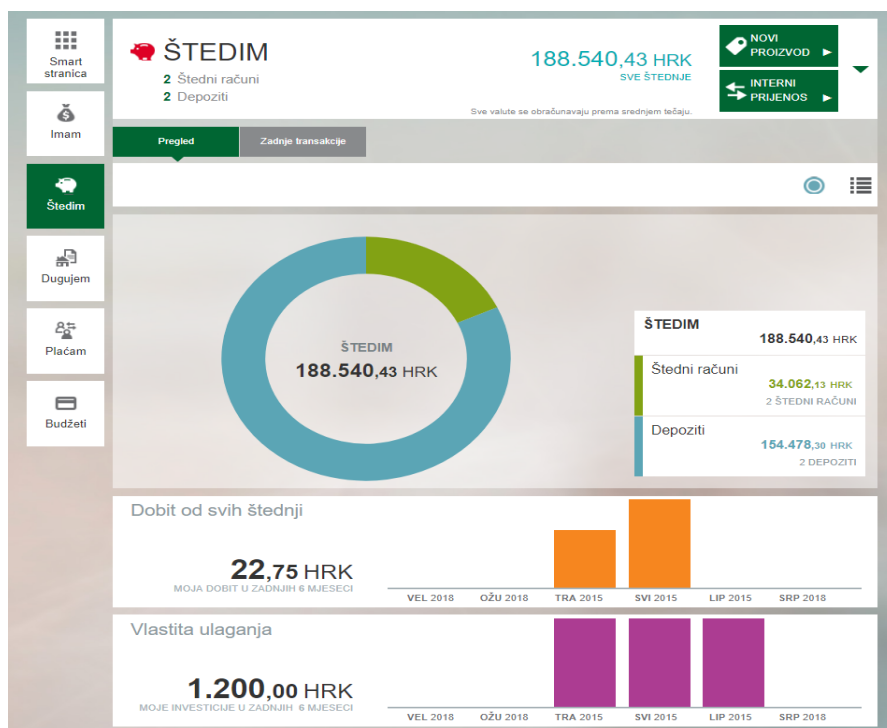 Smart
stranica
Imam
Štedim
Dugujem
Plaćam
Budžeti
ŠTEDIM
2 Štedni računi
2 Depoziti
188.540,43 HRK
SVE ŠTEDNJE
Sve valute se obračunavaju prema srednjem tečaju.
NOVI
PROIZVOD
INTERNI
PRIJENOS
Pregled
Zadnje transakcije
ŠTEDIM
188.540,43 HRK
ŠTEDIM
188.540,43 HRK
Štedni računi
34.062,13 HRK
2 ŠTEDNI RAČUNI
Depoziti
154.478,30 HRK
2 DEPOZITI
Dobit od svih štednji
22,75 HRK
MOJA DOBIT U ZADNJIH 6 MJESECI
VEL 2018 OŽU 2018 TRA 2015 SVI 2015 LIP 2015 SRP 2018
Vlastita ulaganja
1.200,00 HRK
MOJE INVESTICIJE U ZADNJIH 6 MJESECI
VEL 2018 OŽU 2018 TRA 2015 SVI 2015 LIP 2015 SRP 2018